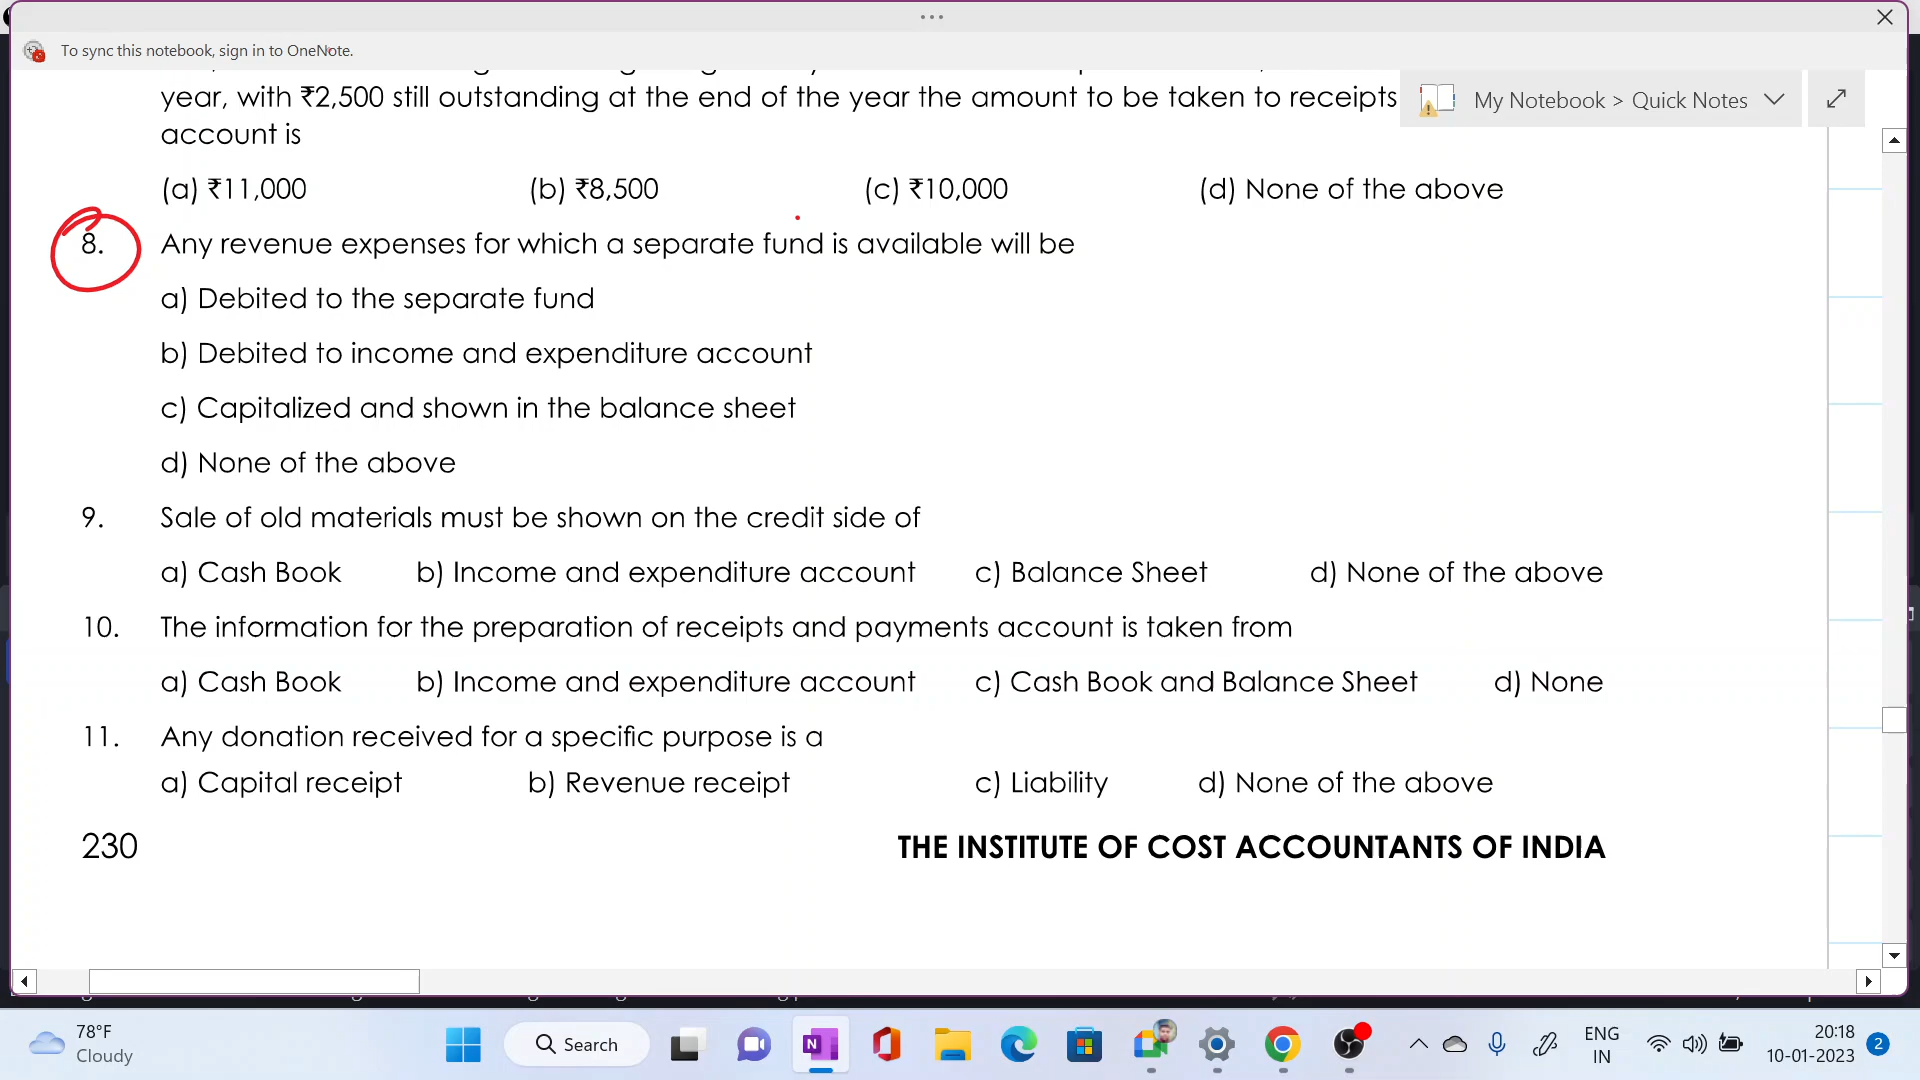 To sync this notebook, sign in to OneNote.
My Notebook > Quick Notes
year, with ₹2,500 still outstanding at the end of the year the amount to be taken to receipts
account is
(a) ₹11,000 (b) ₹8,500 (c) ₹10,000 (d) None of the above
8. Any revenue expenses for which a separate fund is available will be
a) Debited to the separate fund
b) Debited to income and expenditure account
c) Capitalized and shown in the balance sheet
d) None of the above
9. Sale of old materials must be shown on the credit side of
a) Cash Book b) Income and expenditure account c) Balance Sheet d) None of the above
10. The information for the preparation of receipts and payments account is taken from
a) Cash Book b) Income and expenditure account c) Cash Book and Balance Sheet d) None
11. Any donation received for a specific purpose is a
a) Capital receipt b) Revenue receipt c) Liability d) None of the above
230 THE INSTITUTE OF COST ACCOUNTANTS OF INDIA
78°F
Cloudy
Search
ENG
IN
20:18
10-01-2023
2